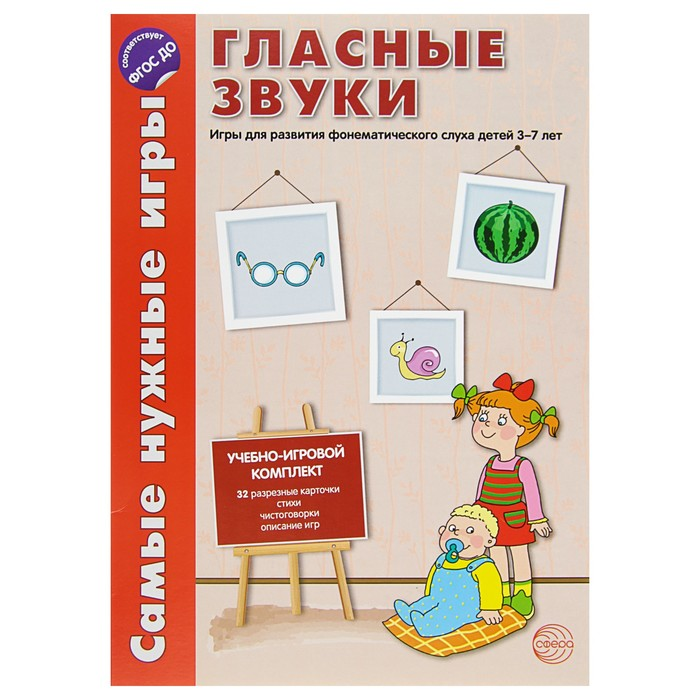 соответствует
ФГОС ДО
Самые нужные игры
ГЛАСНЫЕ
ЗВУКИ
Игры для развития фонематического слуха детей 3–7 лет
УЧЕБНО-ИГРОВОЙ
КОМПЛЕКТ
32 разрезные карточки
стихи
чистоговорки
описание игр
сфера